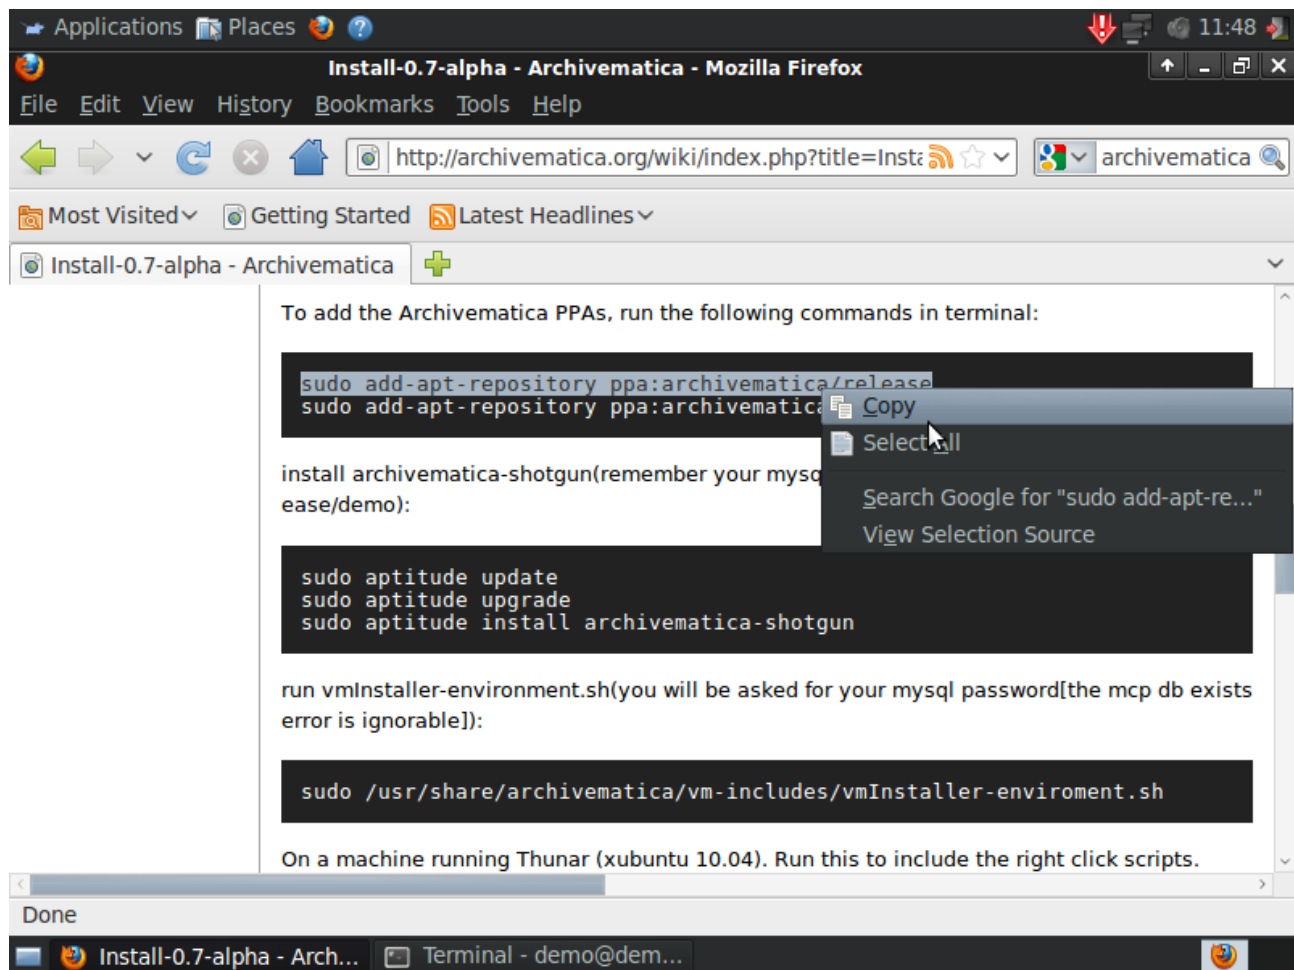 Applications Places 11:48
Install-0.7-alpha - Archivematica - Mozilla Firefox
File Edit View History Bookmarks Tools Help
http://archivematica.org/wiki/index.php?title=Insta archivematica
Most Visited Getting Started Latest Headlines
Install-0.7-alpha - Archivematica
To add the Archivematica PPAs, run the following commands in terminal:
sudo add-apt-repository ppa:archivematica/release
sudo add-apt-repository ppa:archivematica
Copy
Select All
Search Google for "sudo add-apt-re..."
View Selection Source
install archivematica-shotgun(remember your mysq
ease/demo):
sudo aptitude update
sudo aptitude upgrade
sudo aptitude install archivematica-shotgun
run vmInstaller-environment.sh(you will be asked for your mysql password[the mcp db exists
error is ignorable]):
sudo /usr/share/archivematica/vm-includes/vmInstaller-enviroment.sh
On a machine running Thunar (xubuntu 10.04). Run this to include the right click scripts.
Done
Install-0.7-alpha - Arch... Terminal - demo@dem...